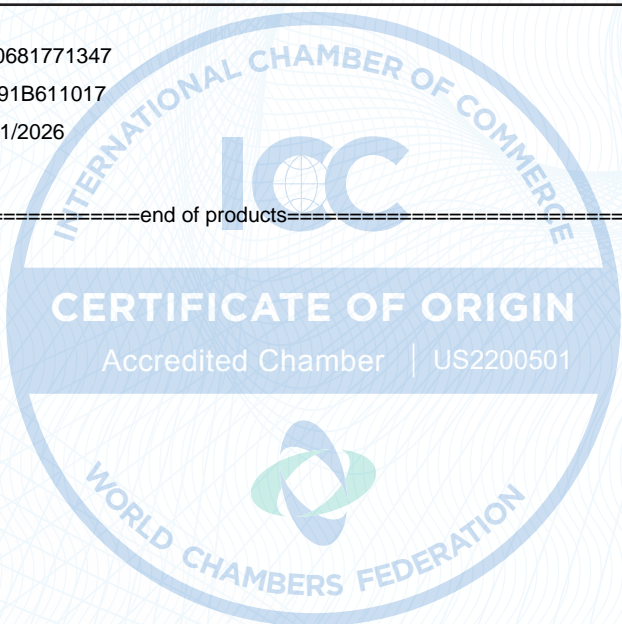 0681771347
91B611017
1/2026
===========end of products===========================
INTERNATIONAL CHAMBER OF COMMERCE
ICC
CERTIFICATE OF ORIGIN
Accredited Chamber | US2200501
WORLD CHAMBERS FEDERATION